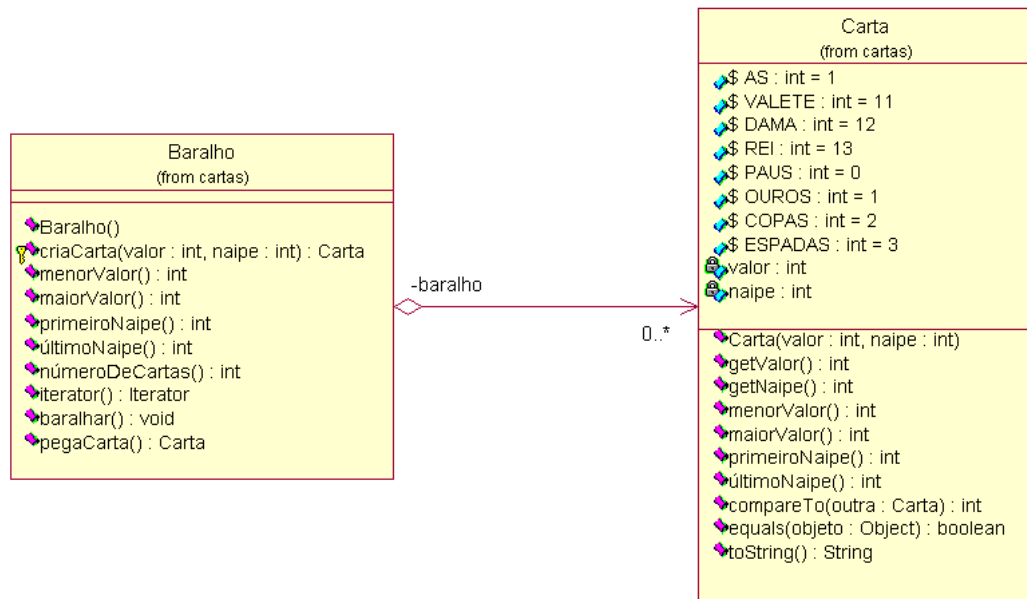 Baralho
(from cartas)
Baralho()
criaCarta(valor : int, naipe : int) : Carta
menorValor() : int
maiorValor() : int
primeiroNaipe() : int
últimoNaipe() : int
númeroDeCartas() : int
iterator() : Iterator
baralhar() : void
pegaCarta() : Carta
-baralho
0..*
Carta
(from cartas)
$ AS : int = 1
$ VALETE : int = 11
$ DAMA : int = 12
$ REI : int = 13
$ PAUS : int = 0
$ OUROS : int = 1
$ COPAS : int = 2
$ ESPADAS : int = 3
valor : int
naipe : int
Carta(valor : int, naipe : int)
getValor() : int
getNaipe() : int
menorValor() : int
maiorValor() : int
primeiroNaipe() : int
últimoNaipe() : int
compareTo(outra : Carta) : int
equals(objeto : Object) : boolean
toString() : String